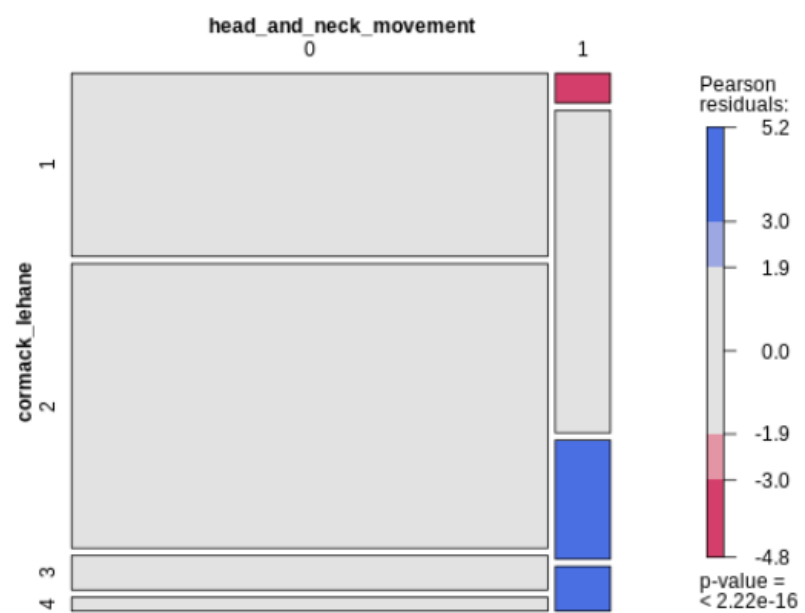 head_and_neck_movement
0 1
cormack_lehane
1
2
3
4
Pearson
residuals:
5.2
3.0
1.9
0.0
-1.9
-3.0
-4.8
p-value =
< 2.22e-16